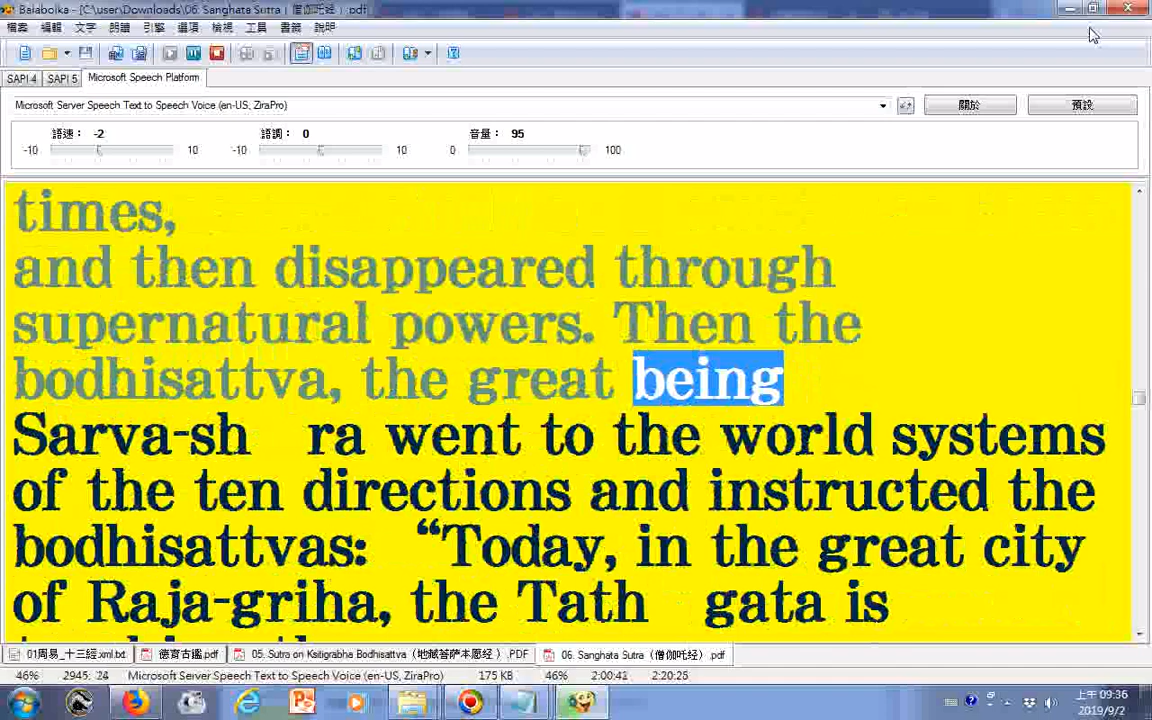 Balabolka - [C:\user\Downloads\06. Sanghata Sutra（僧伽吒经）.pdf]
檔案 編輯 文字 朗讀 引擎 選項 檢視 工具 書籤 說明
SAPI 4 SAPI 5 Microsoft Speech Platform
Microsoft Server Speech Text to Speech Voice (en-US, ZiraPro) 關於 預設
語速： -2 語調： 0 音量： 95
-10 10 -10 10 0 100
times,
and then disappeared through
supernatural powers. Then the
bodhisattva, the great being
Sarva-sh ra went to the world systems
of the ten directions and instructed the
bodhisattvas: “Today, in the great city
of Raja-griha, the Tath gata is
01周易_十三經.xml.txt 德育古鑑.pdf 05. Sutra on Ksitigrabha Bodhisattva（地藏菩萨本愿经）.PDF 06. Sanghata Sutra（僧伽吒经）.pdf
46% 2945: 24 Microsoft Server Speech Text to Speech Voice (en-US, ZiraPro) 175 KB 46% 2:00:41 2:20:25
上午 09:36
2019/9/2